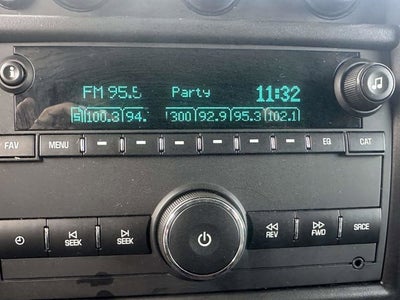 FM 95.5 Party 11:32
100.3 94. 1300 92.9 95.3 102.1
FAV MENU EQ CAT
SEEK SEEK REV FWD SRCE